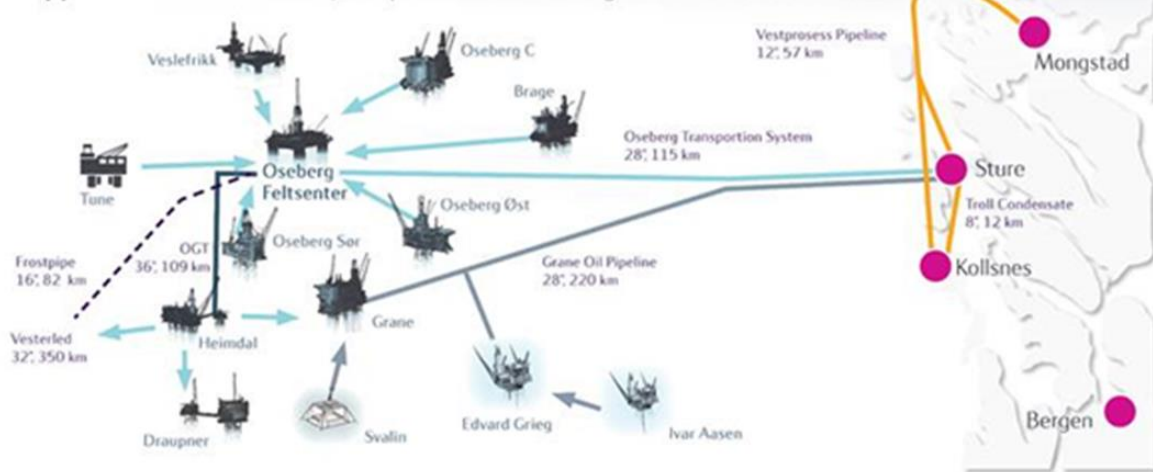 Vestprosess Pipeline
12", 57 km
Mongstad
Veslefrikk
Oseberg C
Brage
Oseberg Transportion System
28", 115 km
Tune
Oseberg
Feltsenter
Sture
Oseberg Øst
Troll Condensate
8", 12 km
Oseberg Sør
OGT
36", 109 km
Frostpipe
16", 82 km
Grane Oil Pipeline
28", 220 km
Kollsnes
Grane
Vesterled
32", 350 km
Heimdal
Draupner
Svalin
Edvard Grieg
Ivar Aasen
Bergen